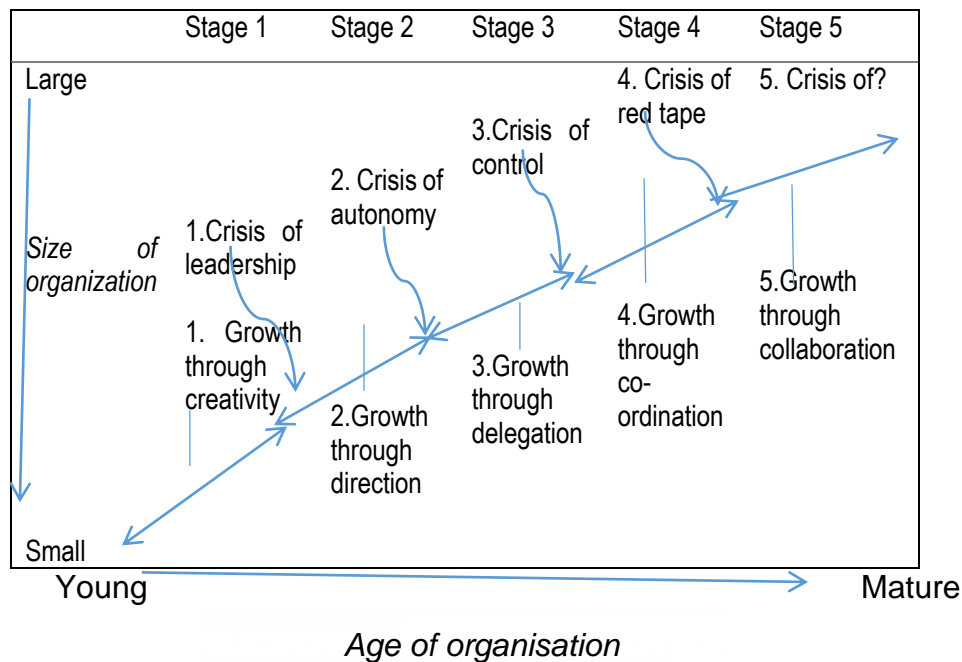 Stage 1 Stage 2 Stage 3 Stage 4 Stage 5
Large
4. Crisis of
red tape
5. Crisis of?
3.Crisis of
control
2. Crisis of
autonomy
1.Crisis of
leadership
Size of
organization
1. Growth
through
creativity
2.Growth
through
direction
3.Growth
through
delegation
4.Growth
through
co-
ordination
5.Growth
through
collaboration
Small
Young Mature
Age of organisation